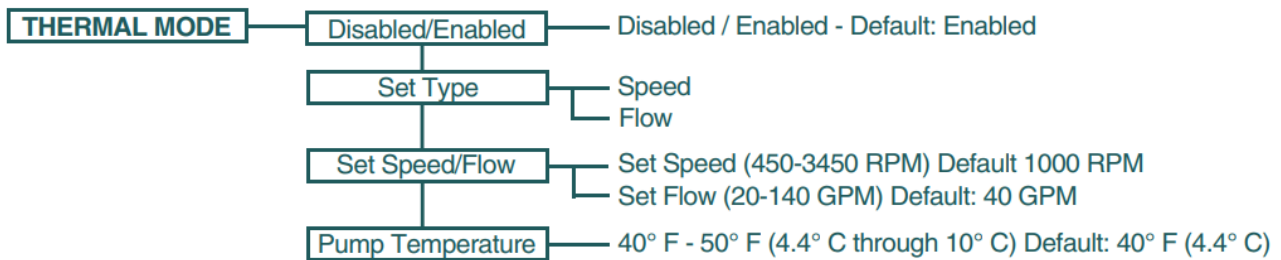 THERMAL MODE
Disabled/Enabled
Disabled / Enabled - Default: Enabled
Set Type
Speed
Flow
Set Speed/Flow
Set Speed (450-3450 RPM) Default 1000 RPM
Set Flow (20-140 GPM) Default: 40 GPM
Pump Temperature
40° F - 50° F (4.4° C through 10° C) Default: 40° F (4.4° C)